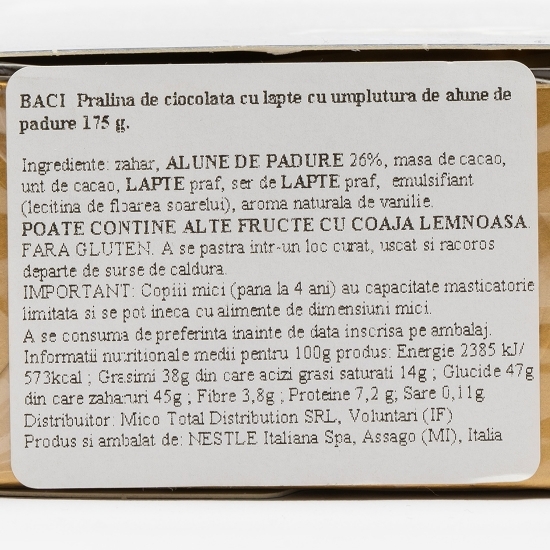 BACI Pralina de ciocolata cu lapte cu umplutura de alune de
padure 175 g.
Ingrediente: zahar, ALUNE DE PADURE 26%, masa de cacao,
unt de cacao, LAPTE praf, ser de LAPTE praf, emulsifiant
(lecitina de floarea soarelui), aroma naturala de vanilie.
POATE CONTINE ALTE FRUCTE CU COAJA LEMNOASA.
FARA GLUTEN. A se pastra intr-un loc curat, uscat si racoros
departe de surse de caldura.
IMPORTANT: Copiii mici (pana la 4 ani) au capacitate masticatorie
limitata si se pot ineca cu alimente de dimensiuni mici.
A se consuma de preferinta inainte de data inscrisa pe ambalaj.
Informatii nutritionale medii pentru 100g produs: Energie 2385 kJ/
573kcal ; Grasimi 38g din care acizi grasi saturati 14g ; Glucide 47g
din care zaharuri 45g ; Fibre 3,8g ; Proteine 7,2 g; Sare 0,11g
Distribuitor: Mico Total Distribution SRL, Voluntari (IF)
Produs si ambalat de: NESTLE Italiana Spa, Assago (MI), Italia